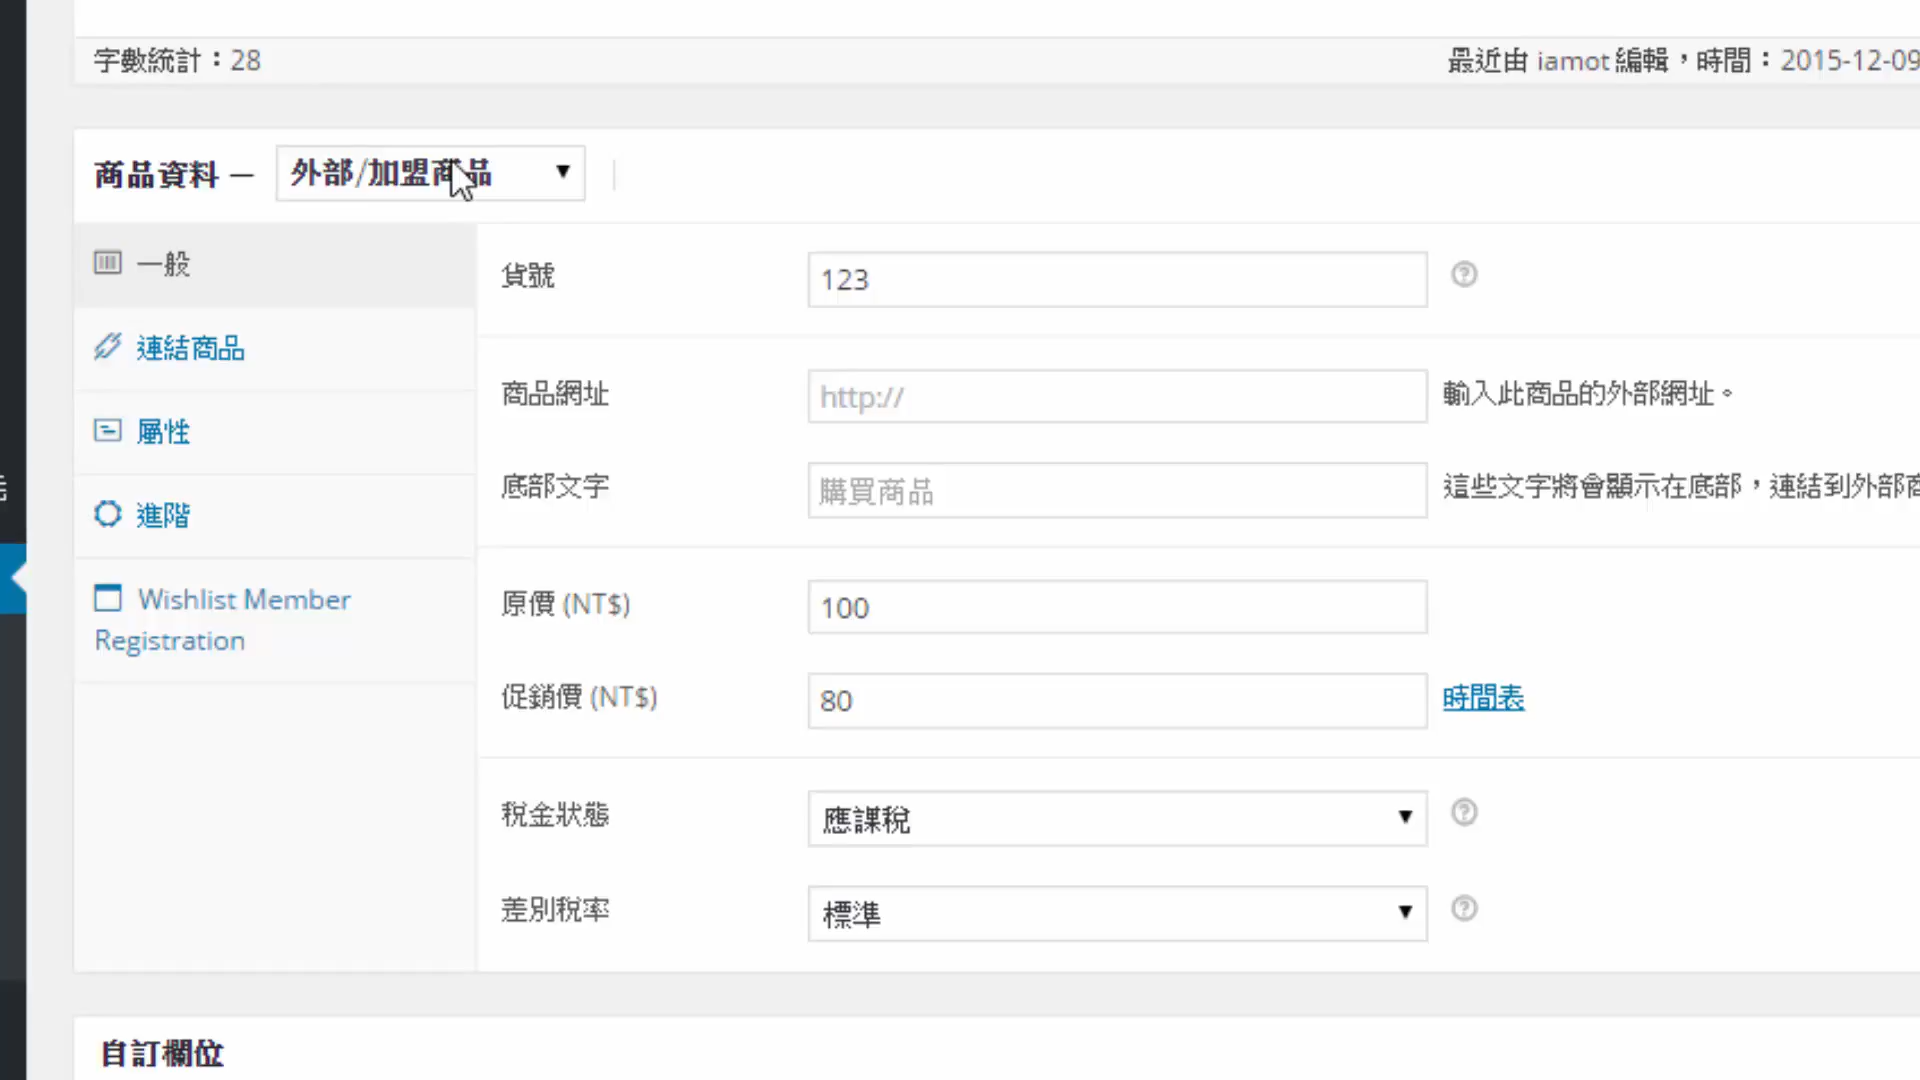 字數統計：28
最近由 iamot 編輯，時間：2015-12-09
商品資料 —
外部/加盟商品
一般
連結商品
屬性
進階
Wishlist Member
Registration
貨號
123
商品網址
http://
輸入此商品的外部網址。
底部文字
購買商品
這些文字將會顯示在底部，連結到外部商
原價 (NT$)
100
促銷價 (NT$)
80
時間表
稅金狀態
應課稅
差別稅率
標準
自訂欄位